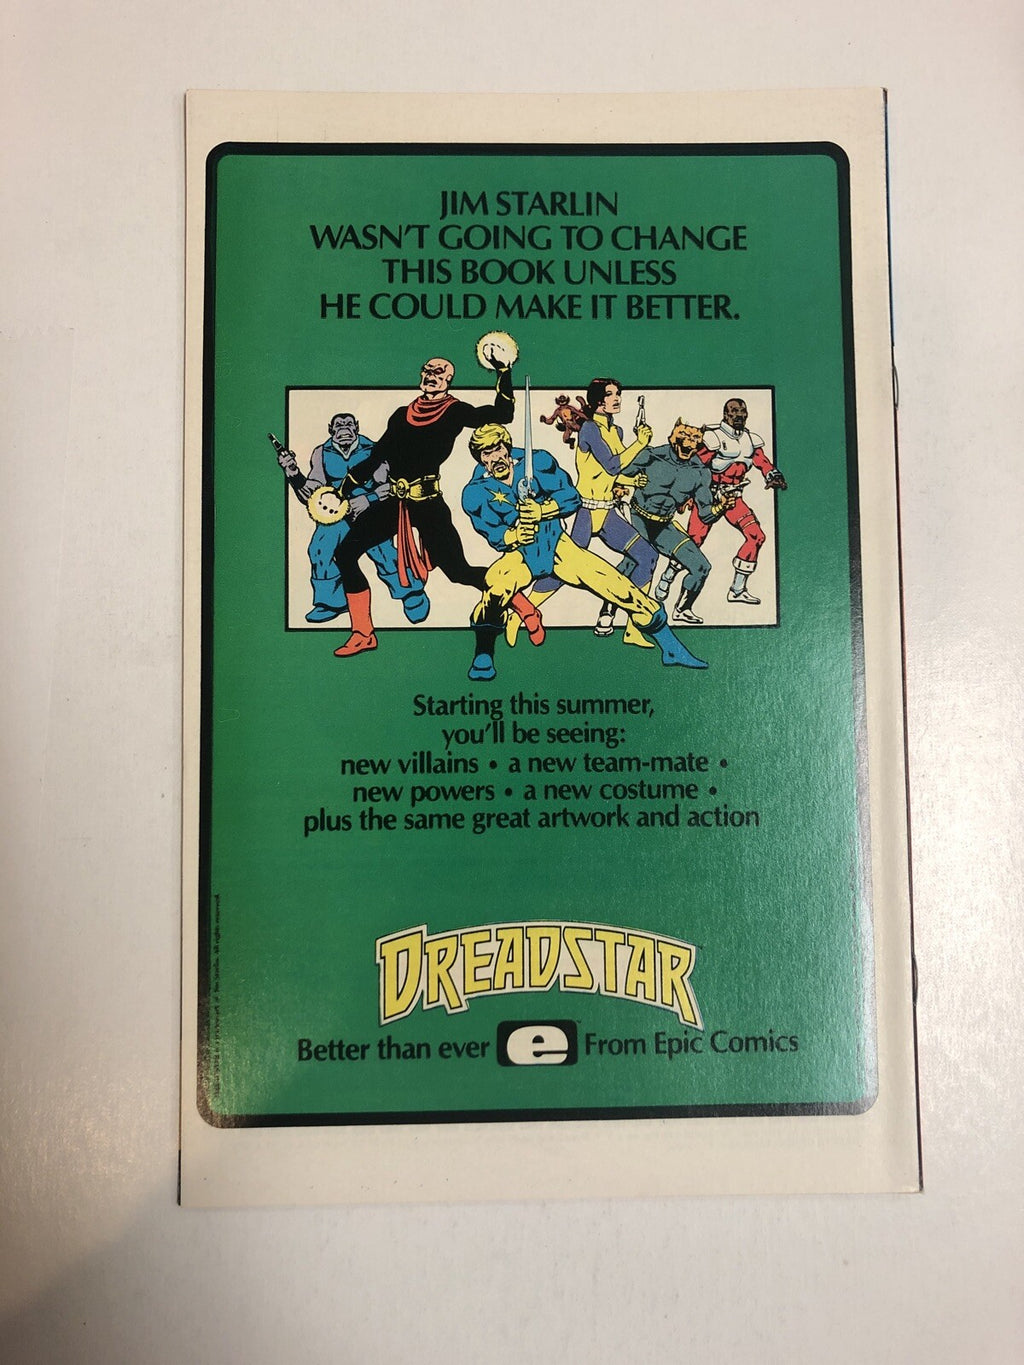 JIM STARLIN
WASN'T GOING TO CHANGE
THIS BOOK UNLESS
HE COULD MAKE IT BETTER.
Starting this summer,
you'll be seeing:
new villains • a new team-mate •
new powers • a new costume •
plus the same great artwork and action
DREADSTAR
Better than ever e From Epic Comics